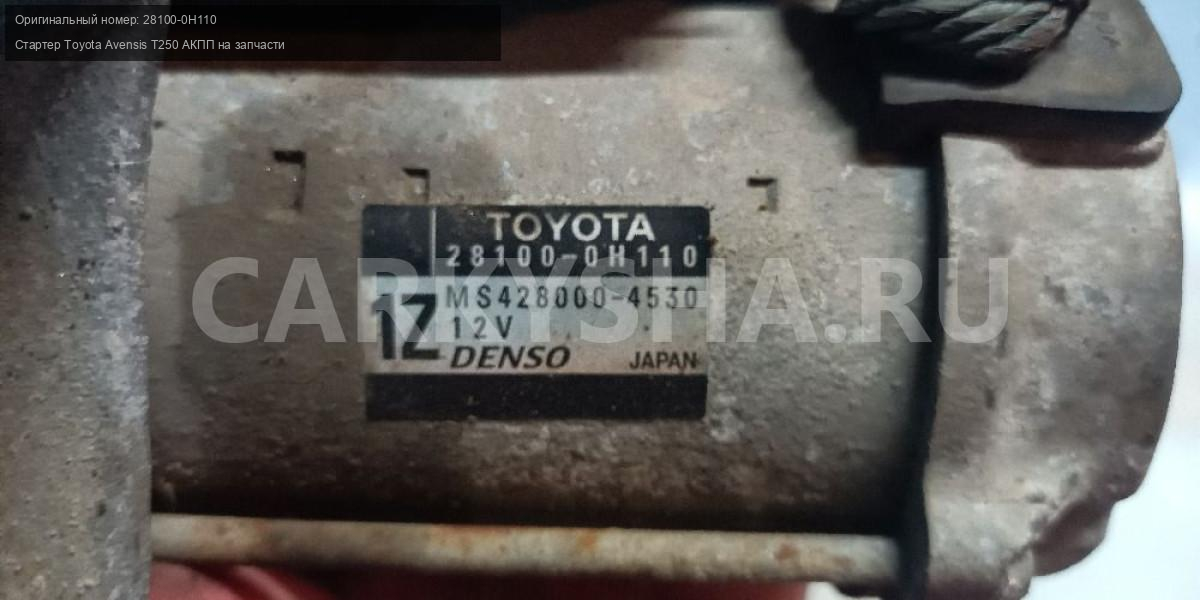 Оригинальный номер: 28100-0H110
Стартер Toyota Avensis T250 АКПП на запчасти
TOYOTA
28100-0H110
MS428000-4530
1Z
12V
DENSO JAPAN
CARKYSHA.RU